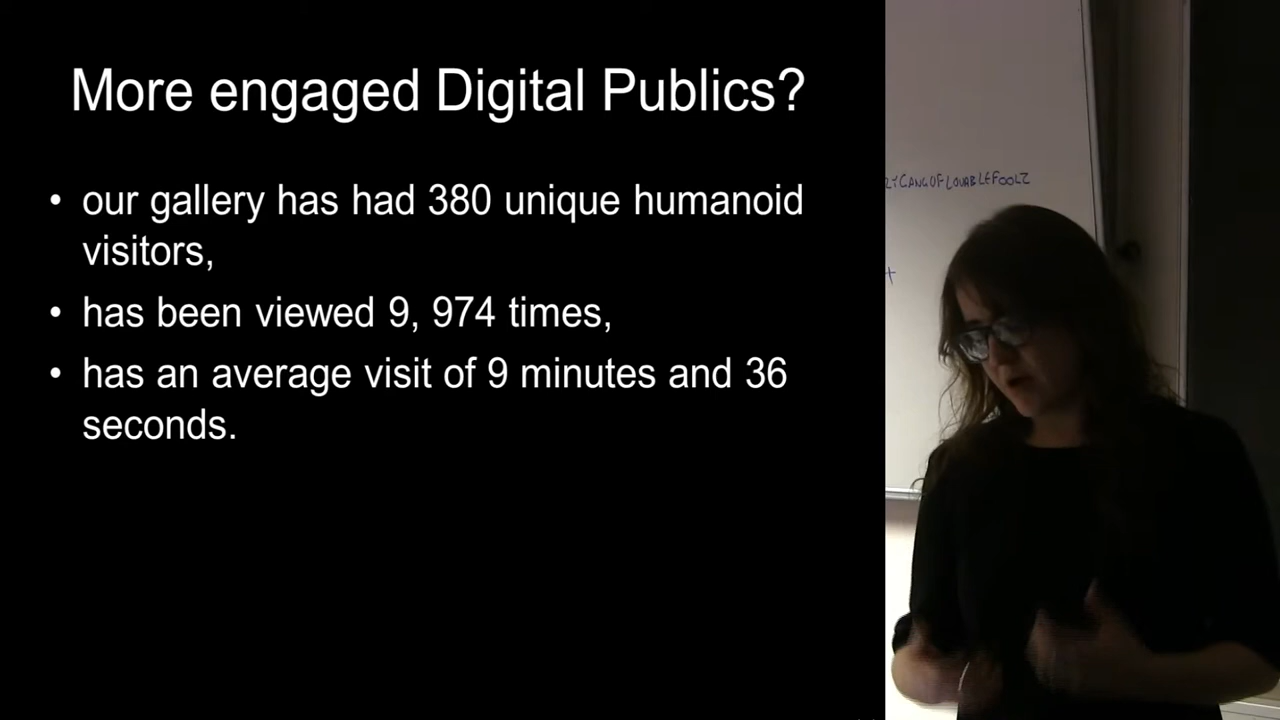 More engaged Digital Publics?
• our gallery has had 380 unique humanoid
visitors,
• has been viewed 9, 974 times,
• has an average visit of 9 minutes and 36
seconds.